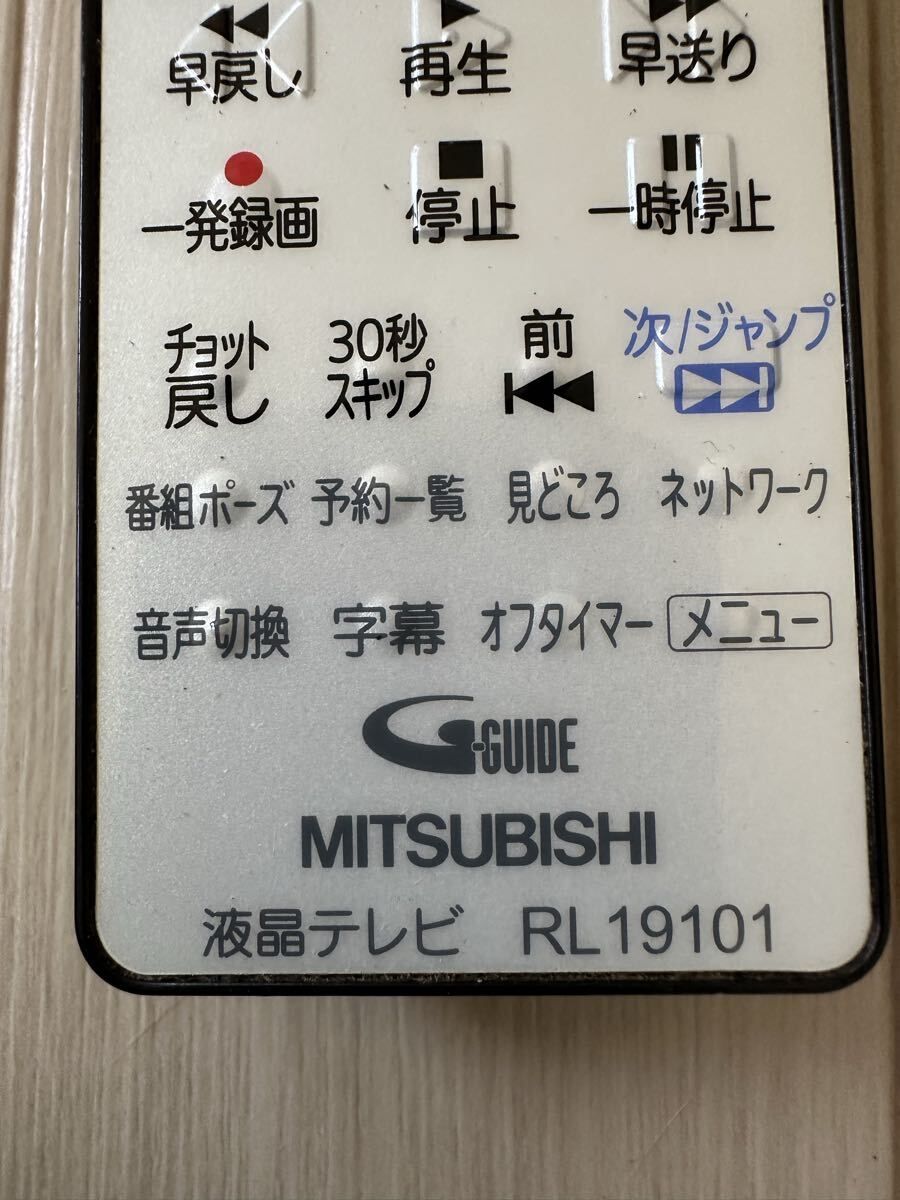 早戻し 再生 早送り
一発録画 停止 一時停止
チョット 30秒 前 次/ジャンプ
戻し スキップ
番組ポーズ 予約一覧 見どころ ネットワーク
音声切換 字幕 オフタイマー メニュー
G-GUIDE
MITSUBISHI
液晶テレビ RL19101